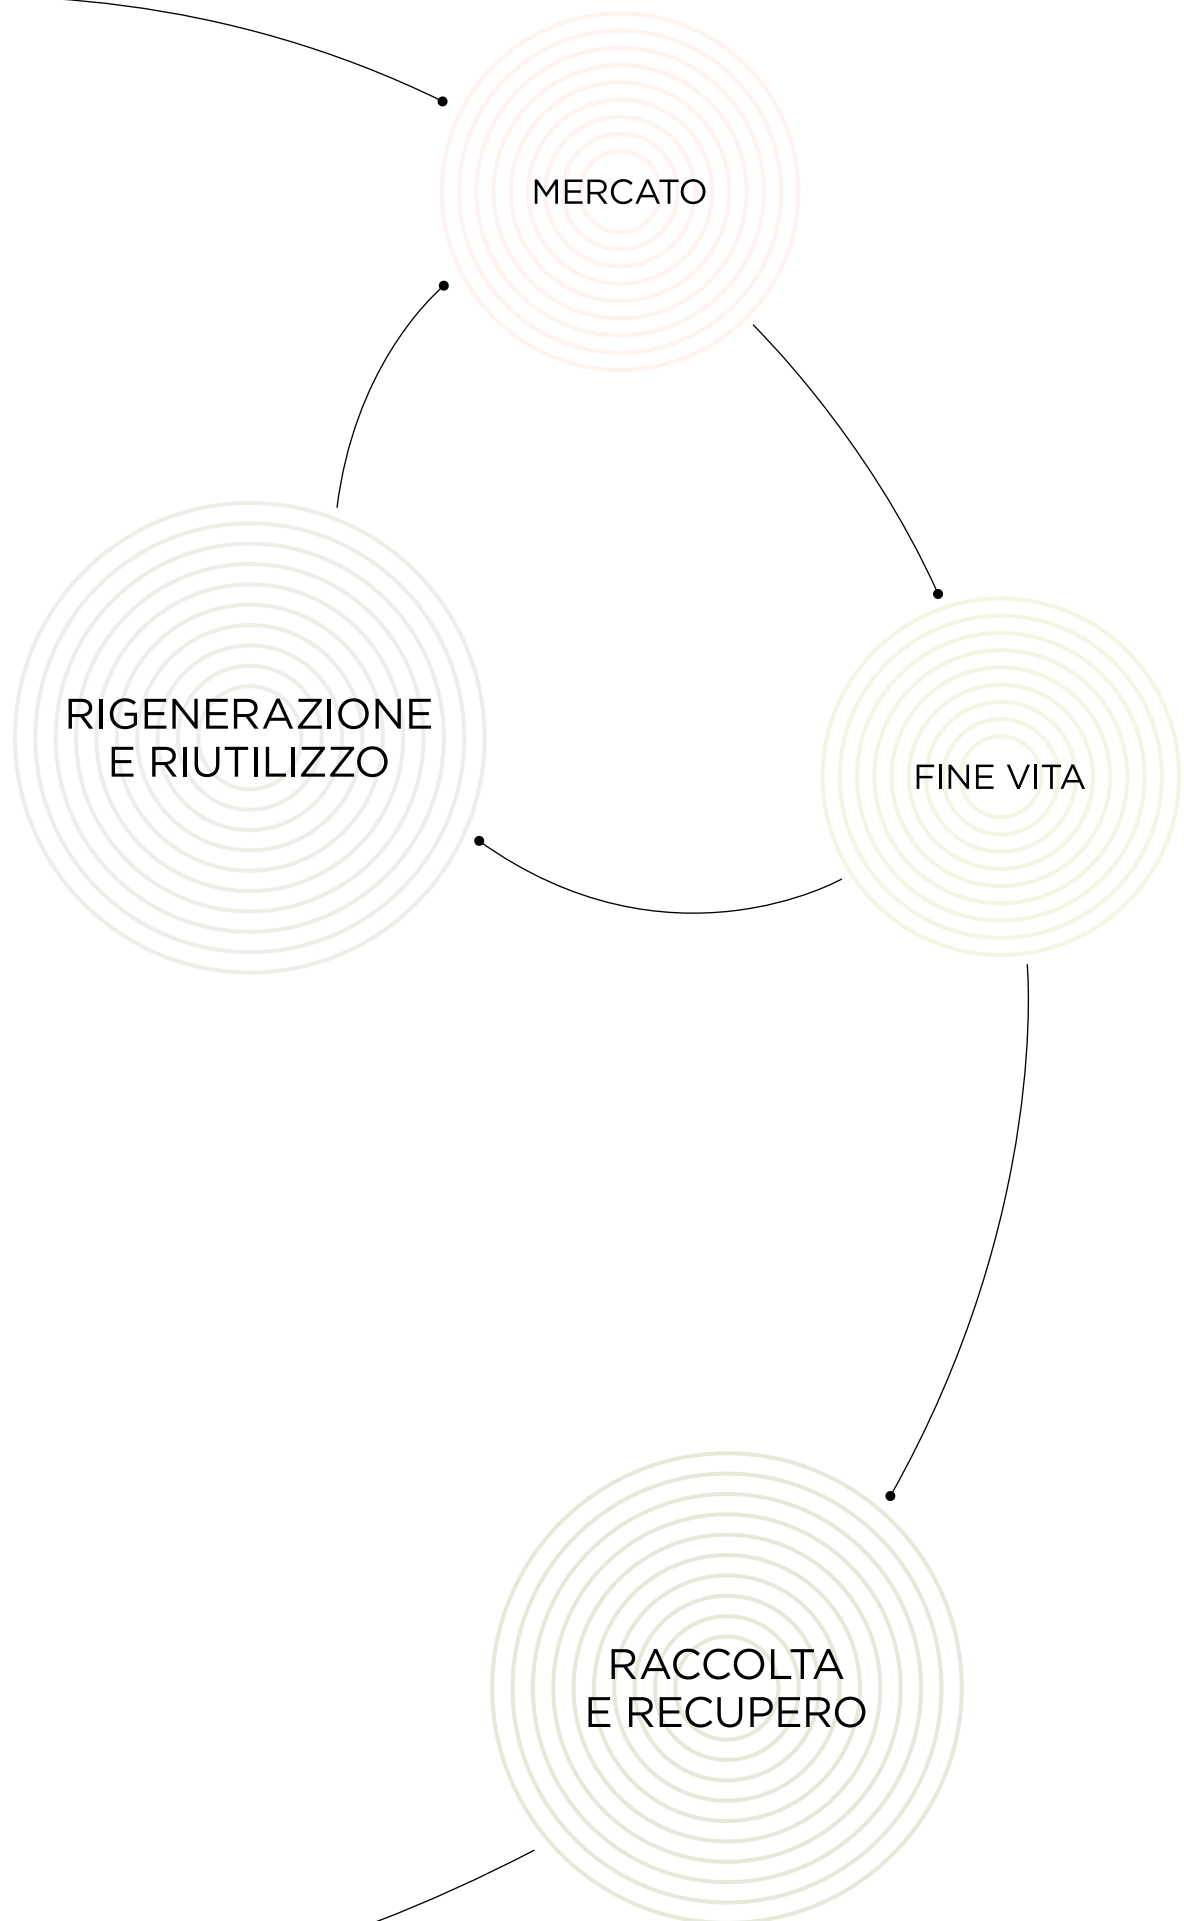 MERCATO
RIGENERAZIONE
E RIUTILIZZO
FINE VITA
RACCOLTA
E RECUPERO